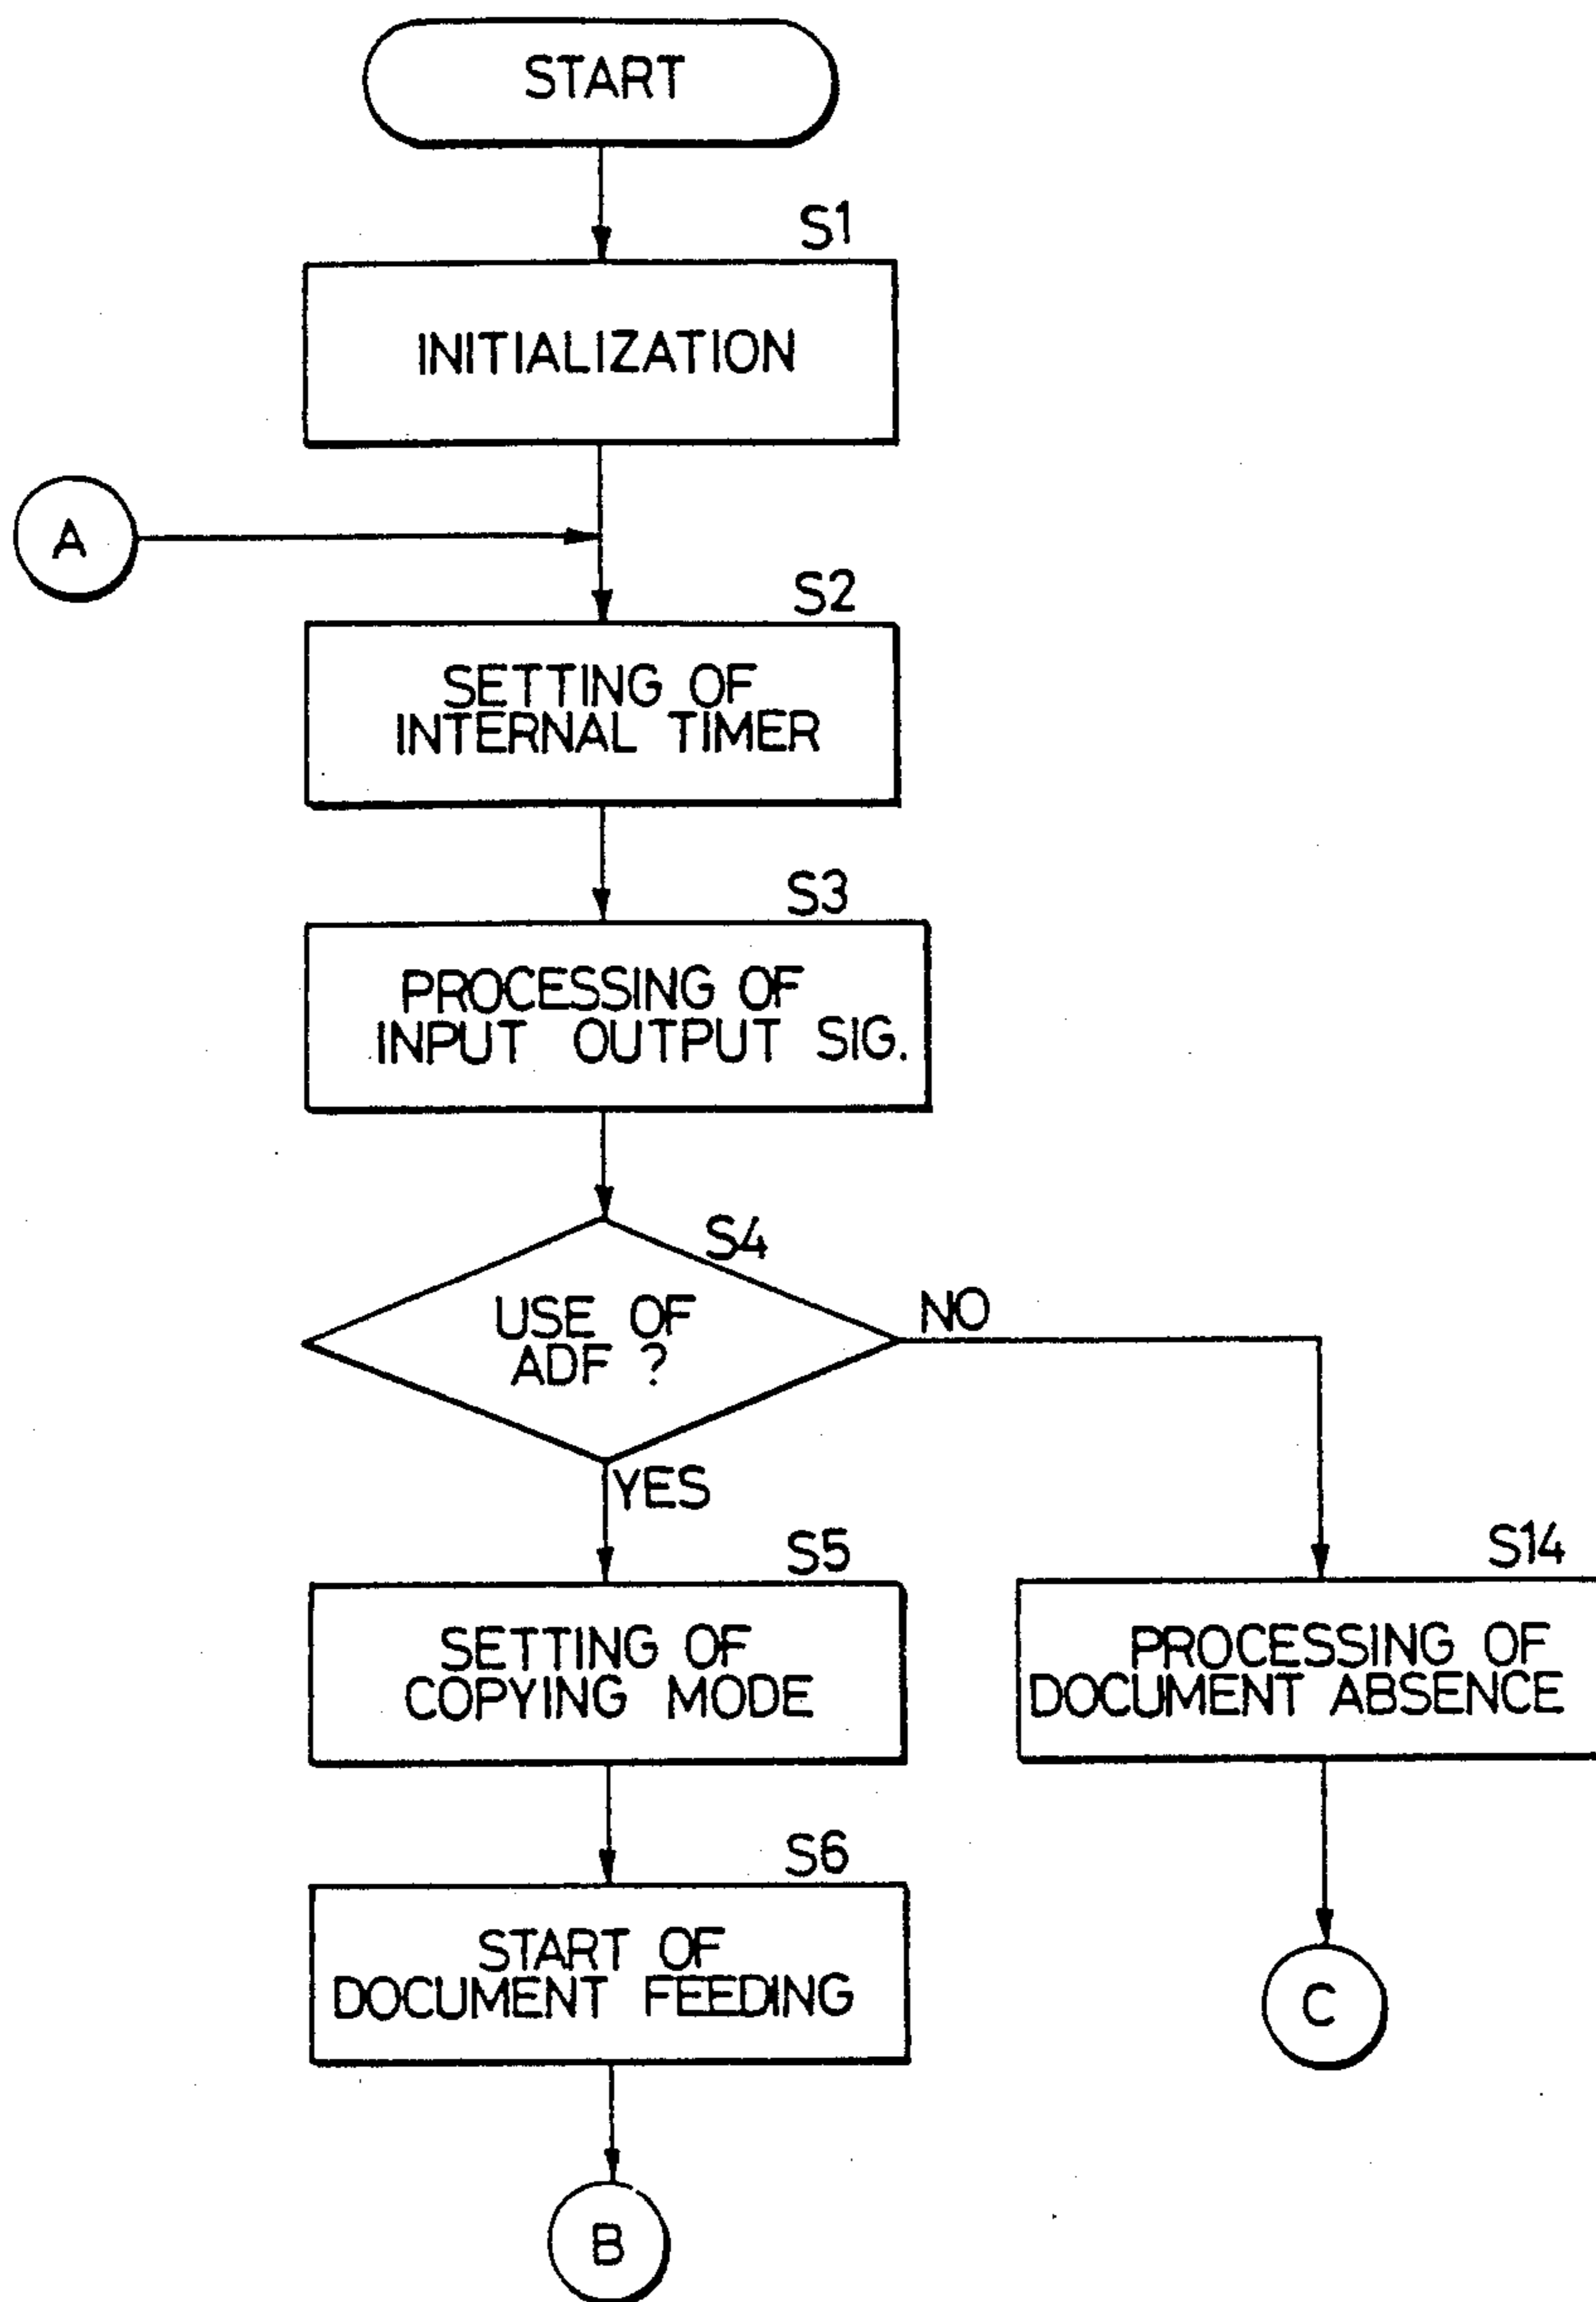 START
S1
INITIALIZATION
A
S2
SETTING OF
INTERNAL TIMER
S3
PROCESSING OF
INPUT OUTPUT SIG.
S4
USE OF
ADF ?
NO
YES
S5
SETTING OF
COPYING MODE
S14
PROCESSING OF
DOCUMENT ABSENCE
S6
START OF
DOCUMENT FEEDING
C
B